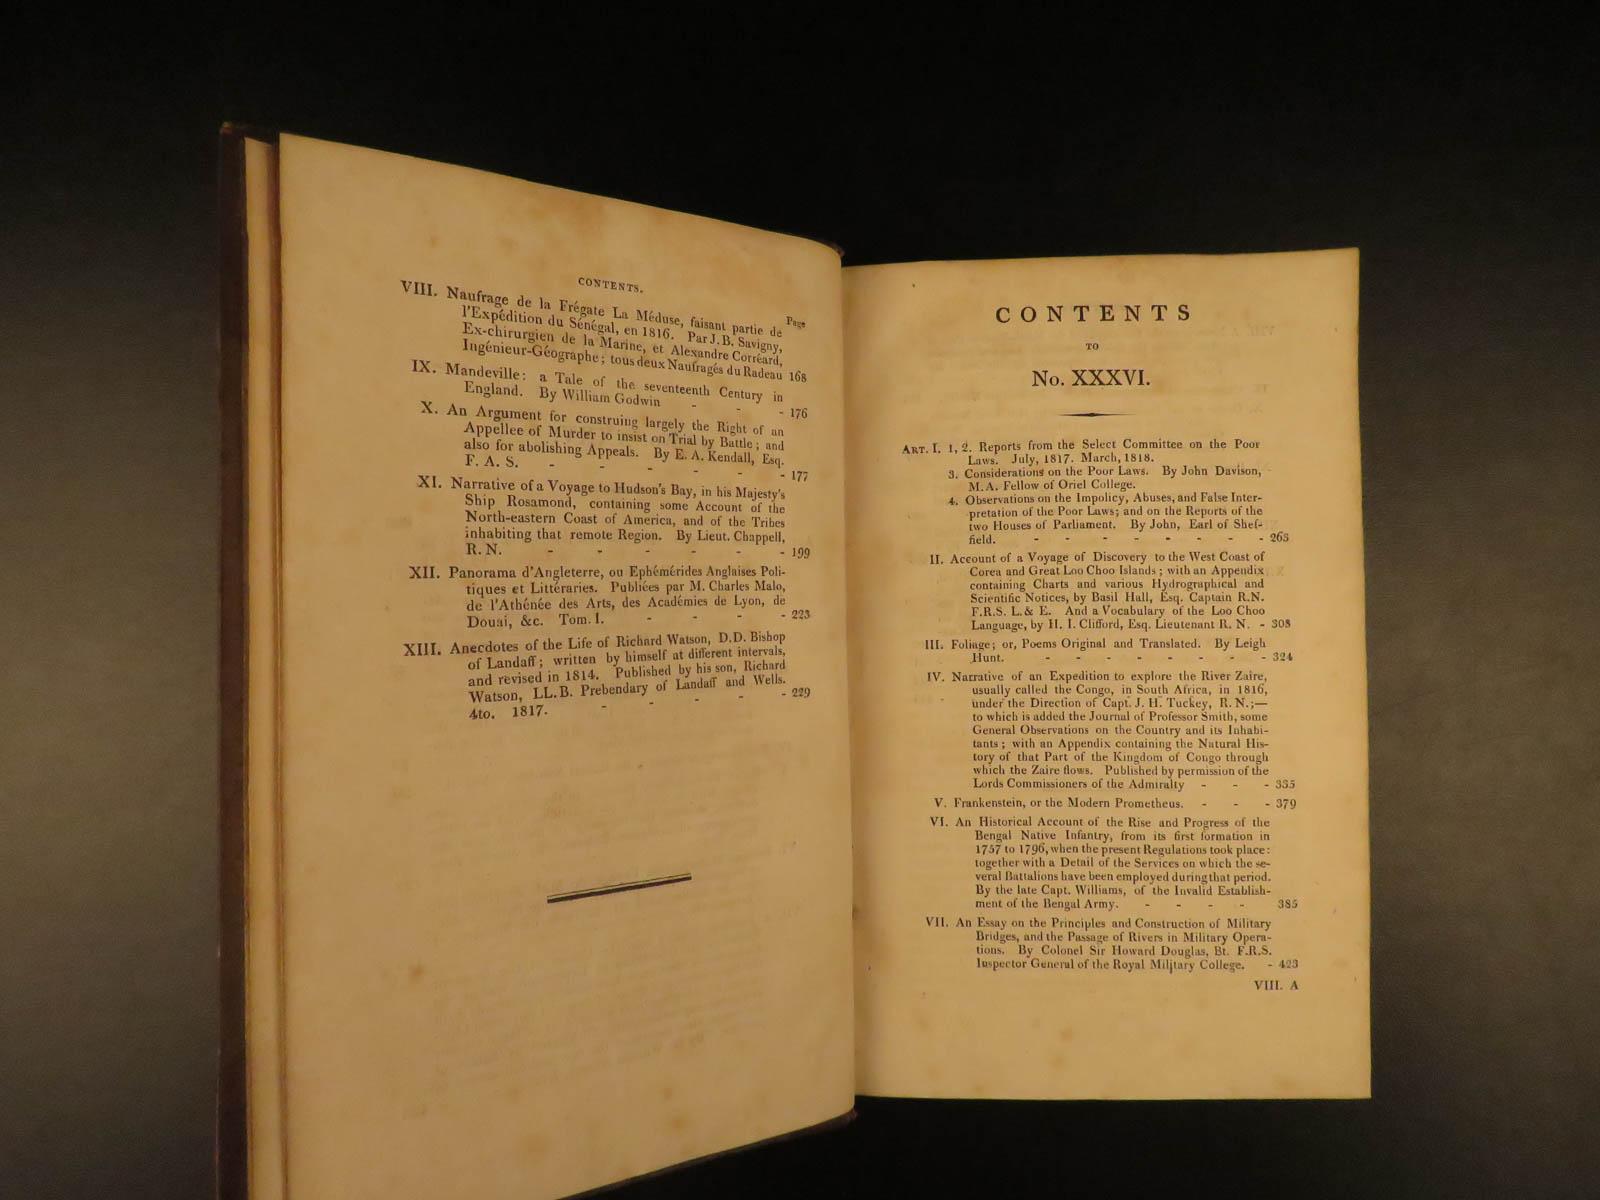 CONTENTS.
Page
VIII. Naufrage de la Frégate La Méduse, faisant partie de
l'Expédition du Sénégal, en 1816. Par J. B. Savigny,
Ex-chirurgien de la Marine, et Alexandre Corréard,
Ingénieur-Géographe; tous deux Naufragés du Radeau 168
IX. Mandeville: a Tale of the seventeenth Century in
England. By William Godwin - - - 176
X. An Argument for construing largely the Right of an
Appellee of Murder to insist on Trial by Battle; and
also for abolishing Appeals. By E. A. Kendall, Esq.
F. A. S. - - - - - - 177
XI. Narrative of a Voyage to Hudson's Bay, in his Majesty's
Ship Rosamond, containing some Account of the
North-eastern Coast of America, and of the Tribes
inhabiting that remote Region. By Lieut. Chappell,
R. N. - - - - - - 199
XII. Panorama d'Angleterre, ou Ephémérides Anglaises Poli-
tiques et Littéraries. Publiées par M. Charles Malo,
de l'Athénée des Arts, des Académies de Lyon, de
Douai, &c. Tom. I. - - - - 223
XIII. Anecdotes of the Life of Richard Watson, D.D. Bishop
of Landaff; written by himself at different intervals,
and revised in 1814. Published by his son, Richard
Watson, LL.B. Prebendary of Landaff and Wells.
4to. 1817. - - - - - 229
CONTENTS
TO
No. XXXVI.
ART. I. 1, 2. Reports from the Select Committee on the Poor
Laws. July, 1817. March, 1818.
3. Considerations on the Poor Laws. By John Davison,
M.A. Fellow of Oriel College.
4. Observations on the Impolicy, Abuses, and False Inter-
pretation of the Poor Laws; and on the Reports of the
two Houses of Parliament. By John, Earl of Shef-
field. - - - - - - - - 263
II. Account of a Voyage of Discovery to the West Coast of
Corea and Great Loo Choo Islands; with an Appendix
containing Charts and various Hydrographical and
Scientific Notices, by Basil Hall, Esq. Captain R.N.
F.R.S. L. & E. And a Vocabulary of the Loo Choo
Language, by H. I. Clifford, Esq. Lieutenant R. N. - 308
III. Foliage; or, Poems Original and Translated. By Leigh
Hunt. - - - - - - - - 324
IV. Narrative of an Expedition to explore the River Zaire,
usually called the Congo, in South Africa, in 1816,
under the Direction of Capt. J. H. Tuckey, R. N.;—
to which is added the Journal of Professor Smith, some
General Observations on the Country and its Inhabi-
tants; with an Appendix containing the Natural His-
tory of that Part of the Kingdom of Congo through
which the Zaire flows. Published by permission of the
Lords Commissioners of the Admiralty - - - 335
V. Frankenstein, or the Modern Prometheus. - - - 379
VI. An Historical Account of the Rise and Progress of the
Bengal Native Infantry, from its first formation in
1757 to 1796, when the present Regulations took place:
together with a Detail of the Services on which the se-
veral Battalions have been employed during that period.
By the late Capt. Williams, of the Invalid Establish-
ment of the Bengal Army. - - - - 385
VII. An Essay on the Principles and Construction of Military
Bridges, and the Passage of Rivers in Military Opera-
tions. By Colonel Sir Howard Douglas, Bt. F.R.S.
Inspector General of the Royal Military College. - 423
VIII. A